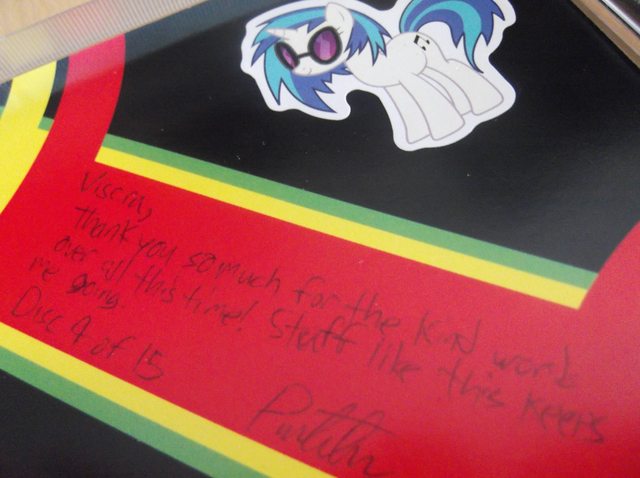 Viscra,
Thank you so much for the kind words
over all this time! Stuff like this keeps
me going
Disc 4 of 15